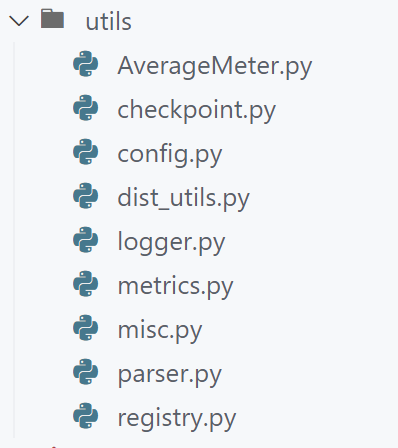 utils
AverageMeter.py
checkpoint.py
config.py
dist_utils.py
logger.py
metrics.py
misc.py
parser.py
registry.py